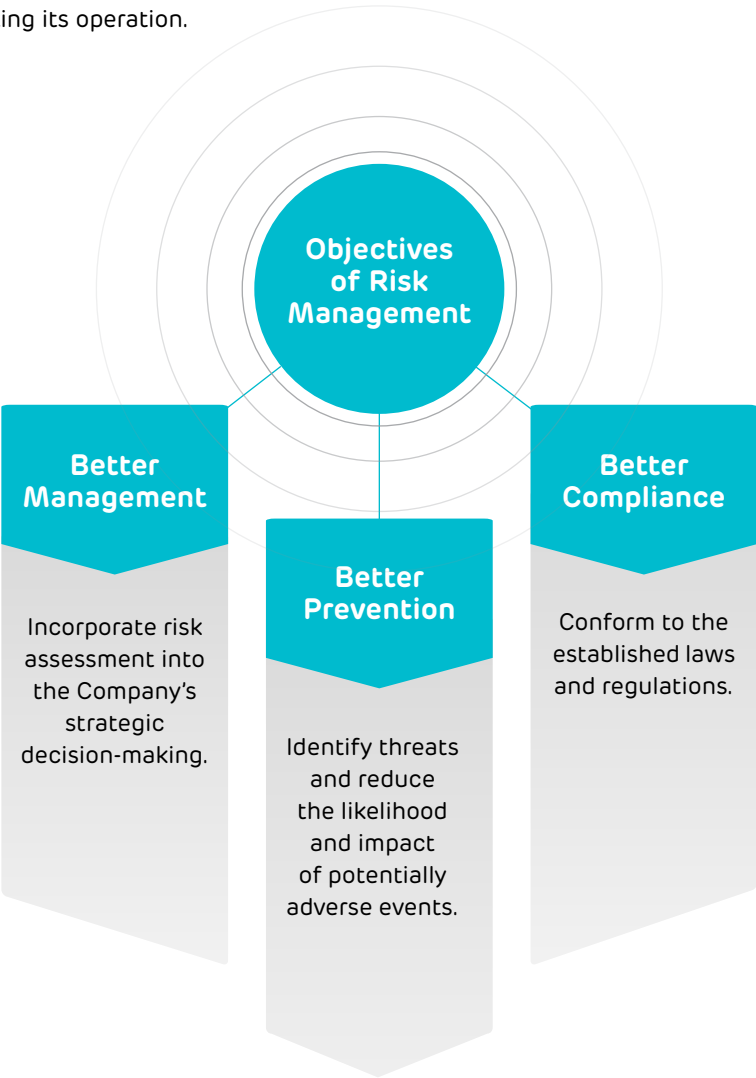 ing its operation.
Objectives
of Risk
Management
Better
Management
Incorporate risk
assessment into
the Company's
strategic
decision-making.
Better
Prevention
Identify threats
and reduce
the likelihood
and impact
of potentially
adverse events.
Better
Compliance
Conform to the
established laws
and regulations.